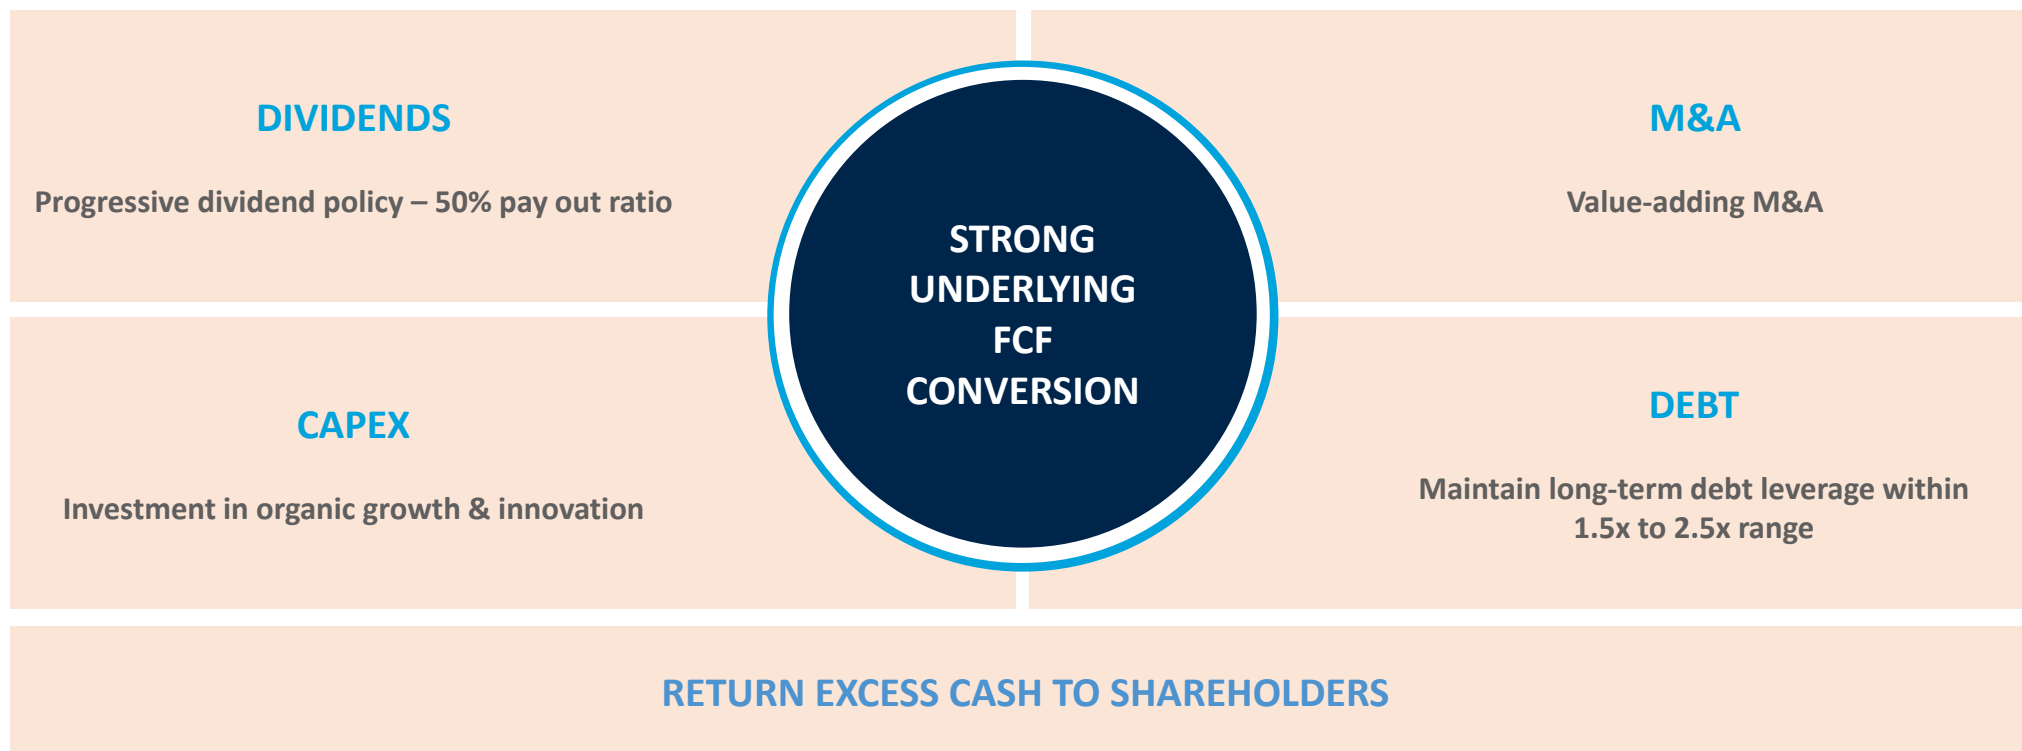 DIVIDENDS
Progressive dividend policy – 50% pay out ratio
M&A
Value-adding M&A
STRONG
UNDERLYING
FCF
CONVERSION
CAPEX
Investment in organic growth & innovation
DEBT
Maintain long-term debt leverage within
1.5x to 2.5x range
RETURN EXCESS CASH TO SHAREHOLDERS